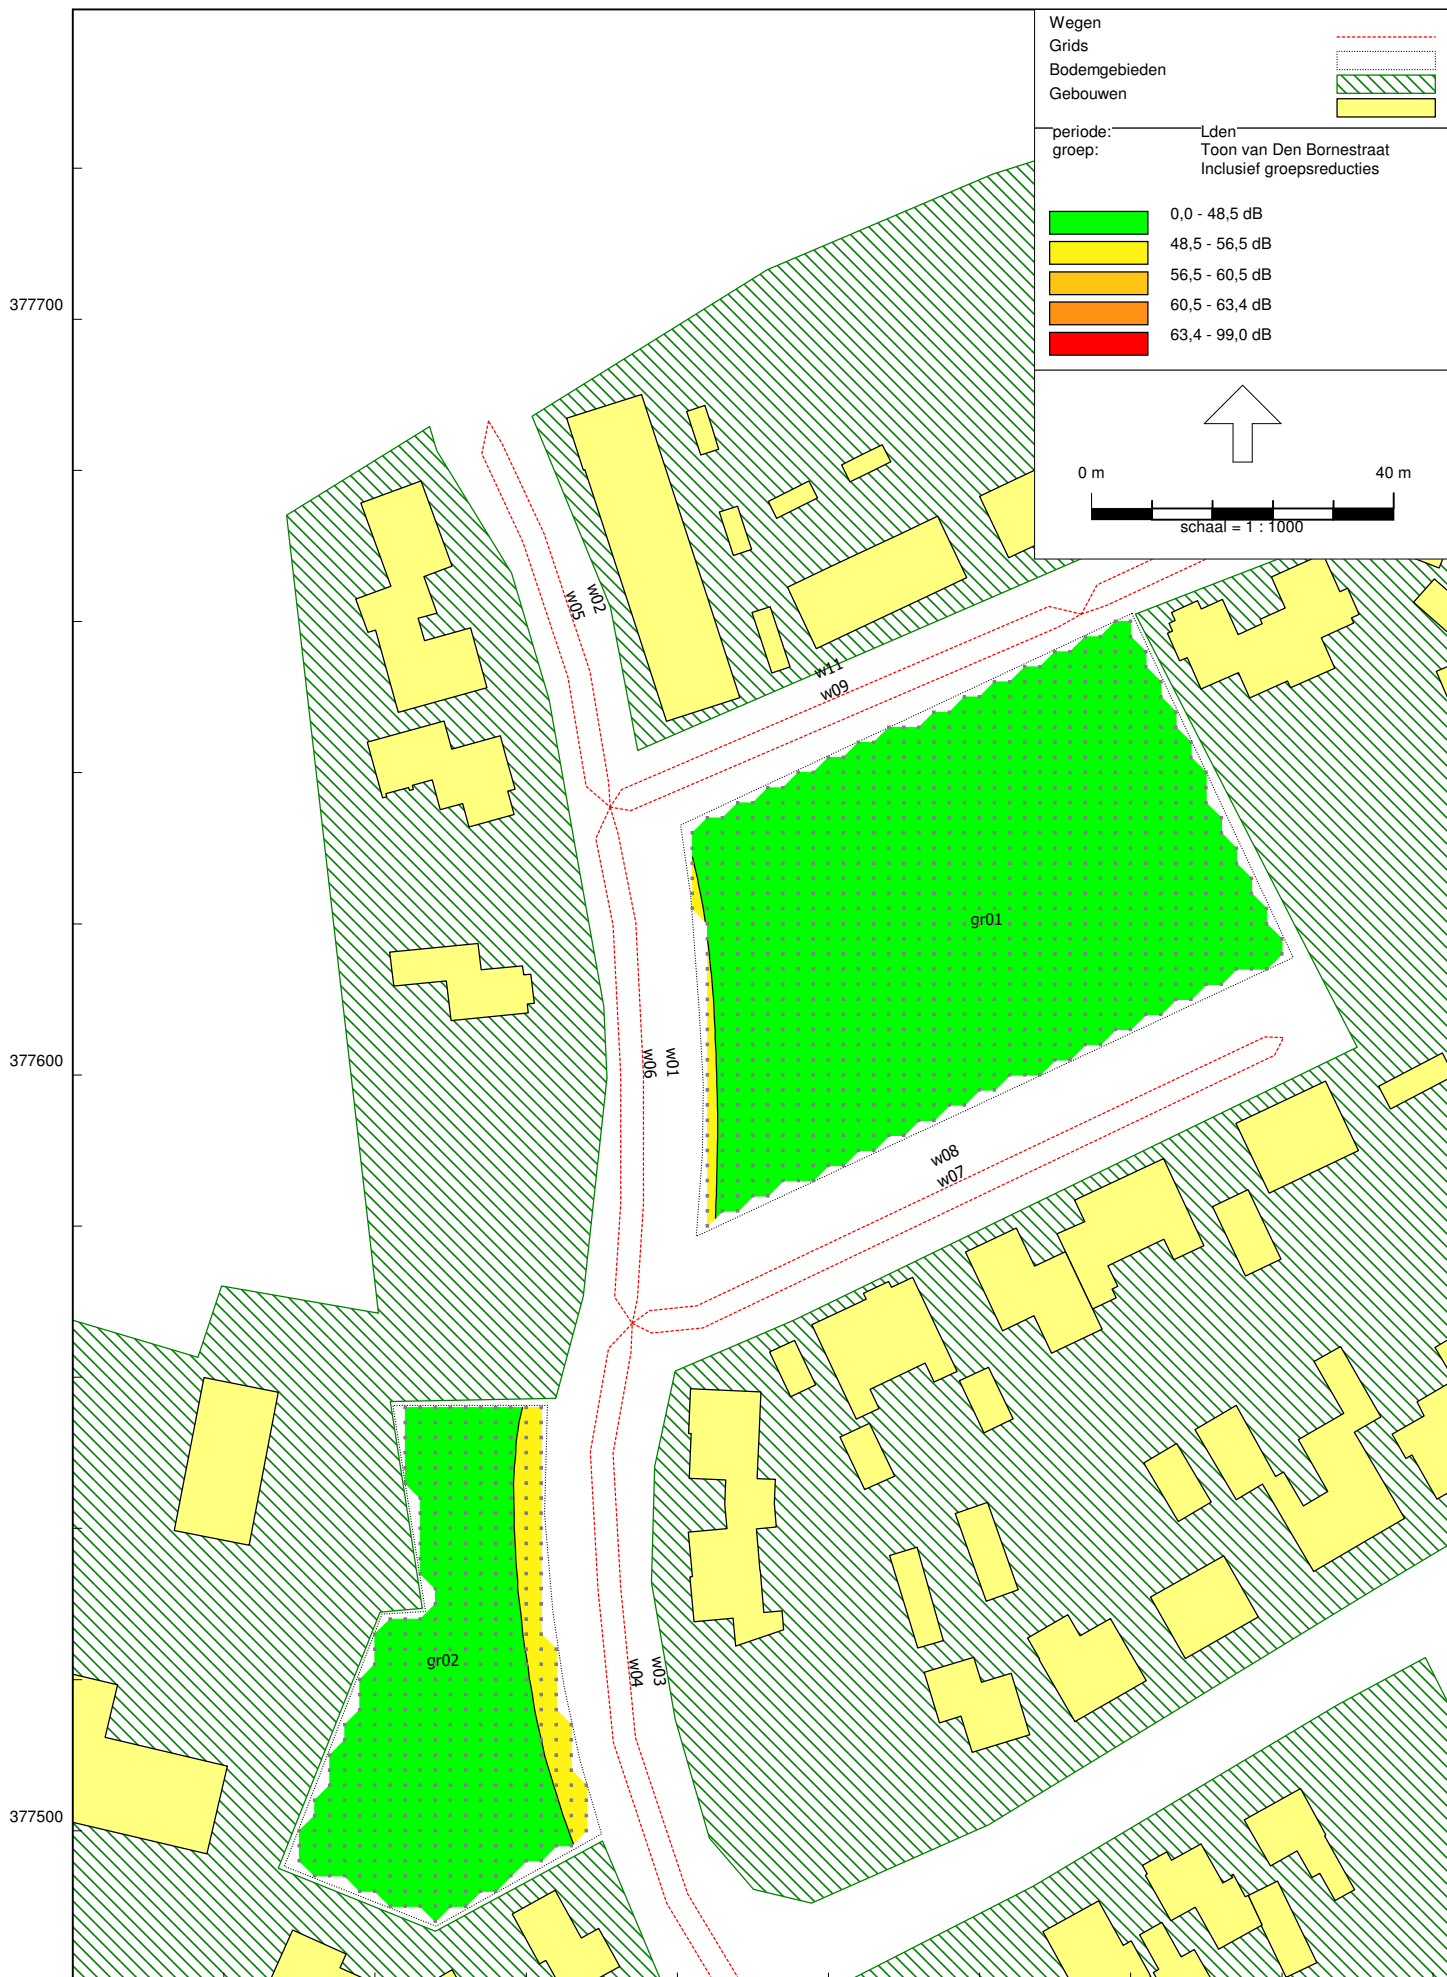 Wegen
Grids
Bodemgebieden
Gebouwen
periode: Lden
groep: Toon van Den Bornestraat
Inclusief groepsreducties
0,0 - 48,5 dB
48,5 - 56,5 dB
56,5 - 60,5 dB
60,5 - 63,4 dB
63,4 - 99,0 dB
0 m 40 m
schaal = 1 : 1000
377700
w02
w05
w11
w09
gr01
377600
w01
w06
w08
w07
gr02
w03
w04
377500